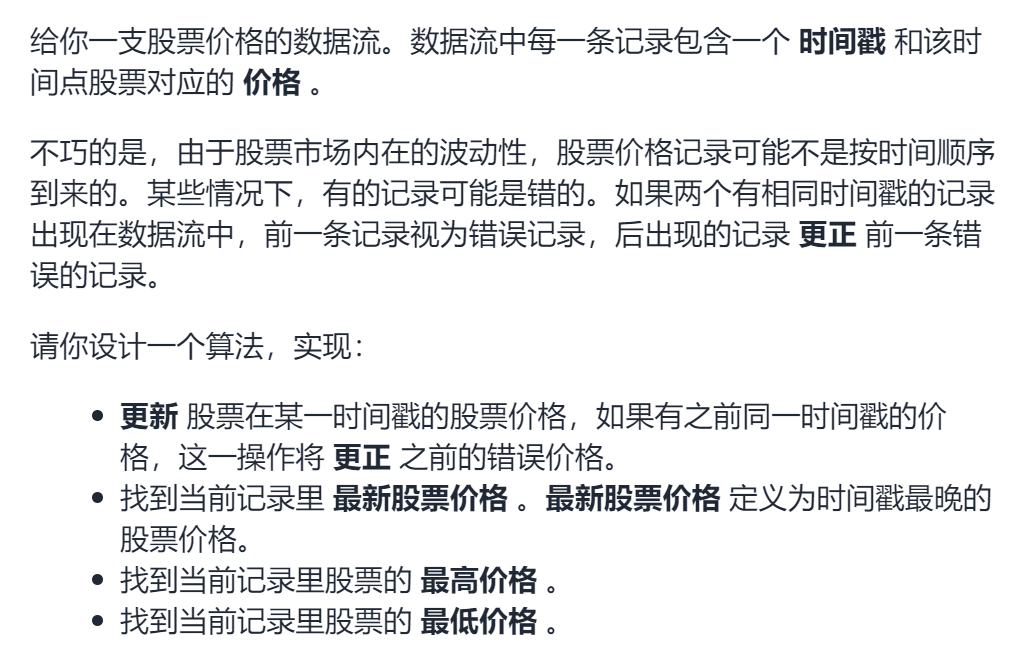 给你一支股票价格的数据流。数据流中每一条记录包含一个 时间戳 和该时
间点股票对应的 价格 。
不巧的是，由于股票市场内在的波动性，股票价格记录可能不是按时间顺序
到来的。某些情况下，有的记录可能是错的。如果两个有相同时间戳的记录
出现在数据流中，前一条记录视为错误记录，后出现的记录 更正 前一条错
误的记录。
请你设计一个算法，实现：
• 更新 股票在某一时间戳的股票价格，如果有之前同一时间戳的价
格，这一操作将 更正 之前的错误价格。
• 找到当前记录里 最新股票价格 。最新股票价格 定义为时间戳最晚的
股票价格。
• 找到当前记录里股票的 最高价格 。
• 找到当前记录里股票的 最低价格 。